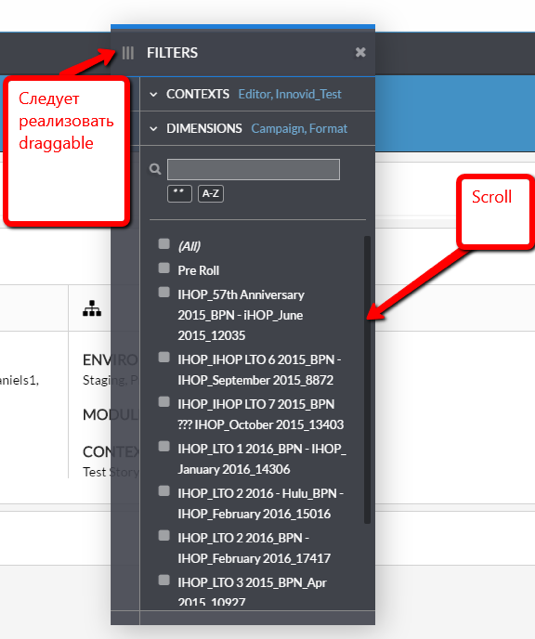 FILTERS
Следует
реализовать
draggable
CONTEXTS Editor, Innovid_Test
DIMENSIONS Campaign, Format
** A-Z
Scroll
(All)
Pre Roll
IHOP_57th Anniversary
2015_BPN - iHOP_June
2015_12035
IHOP_IHOP LTO 6 2015_BPN -
IHOP_September 2015_8872
IHOP_IHOP LTO 7 2015_BPN
??? IHOP_October 2015_13403
IHOP_LTO 1 2016_BPN - IHOP_
January 2016_14306
IHOP_LTO 2 2016 - Hulu_BPN -
IHOP_February 2016_15016
IHOP_LTO 2 2016_BPN -
IHOP_February 2016_17417
IHOP_LTO 3 2015_BPN_Apr
2015_10927
aniels1,
ENVIRO
Staging, P
MODUL
CONTEX
Test Story